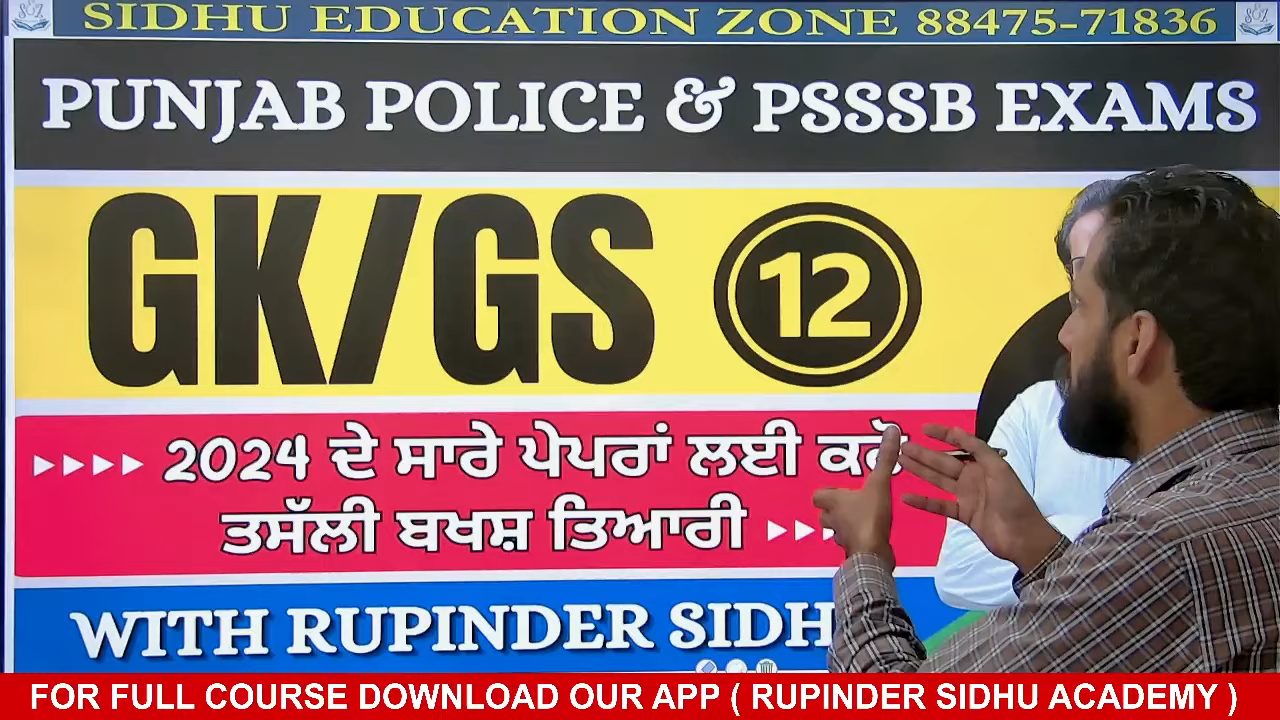 SIDHU EDUCATION ZONE 88475-71836
PUNJAB POLICE & PSSSB EXAMS
GK/GS 12
2024 ਦੇ ਸਾਰੇ ਪੇਪਰਾਂ ਲਈ
ਤਸੱਲੀ ਬਖਸ਼ ਤਿਆਰੀ
WITH RUPINDER SIDH
FOR FULL COURSE DOWNLOAD OUR APP ( RUPINDER SIDHU ACADEMY )